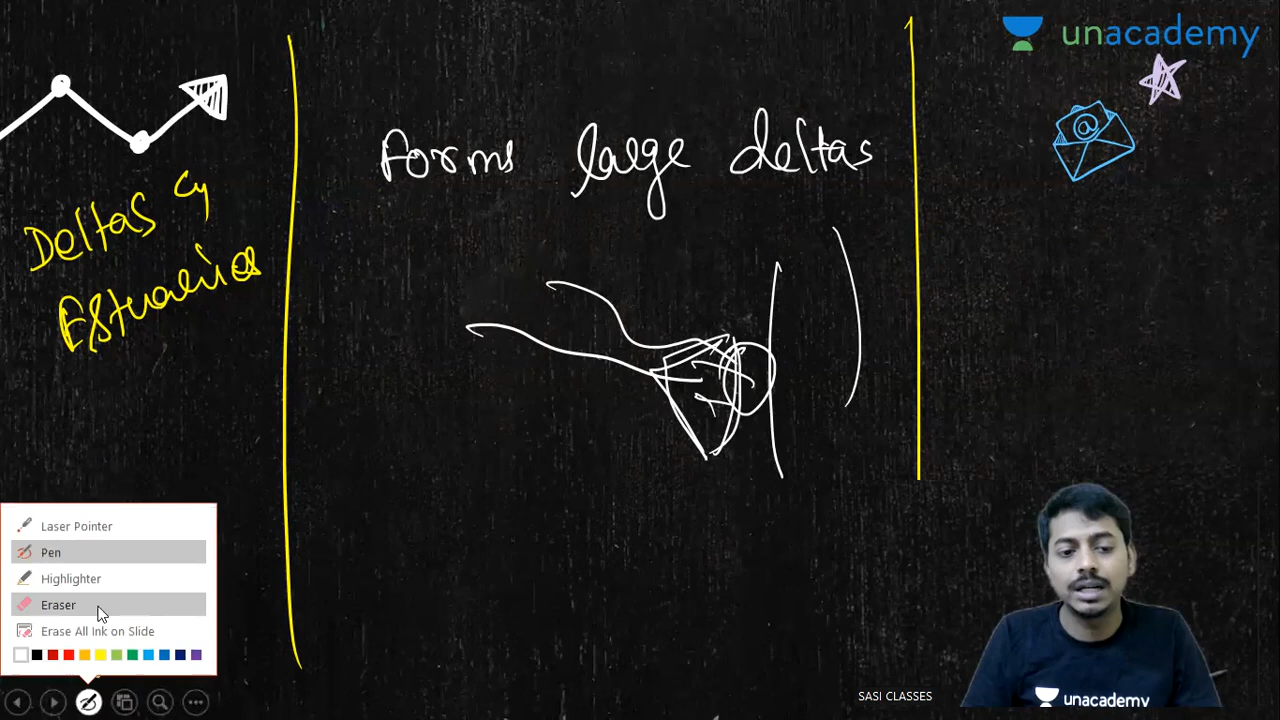 unacademy
Forms large deltas
Deltas &
Estuaries
@
Laser Pointer
Pen
Highlighter
Eraser
Erase All Ink on Slide
SASI CLASSES
unacademy